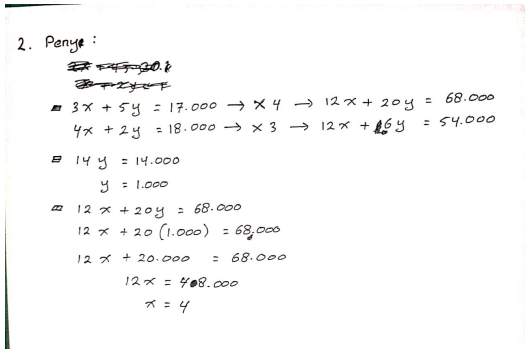 2. Penye :
3x + 5y = 17.000 → × 4 → 12x + 20y = 68.000
4x + 2y = 18.000 → × 3 → 12x + 6y = 54.000
14 y = 14.000
y = 1.000
12 x + 20y = 68.000
12 x + 20 (1.000) = 68.000
12 x + 20.000 = 68.000
12x = 48.000
x = 4